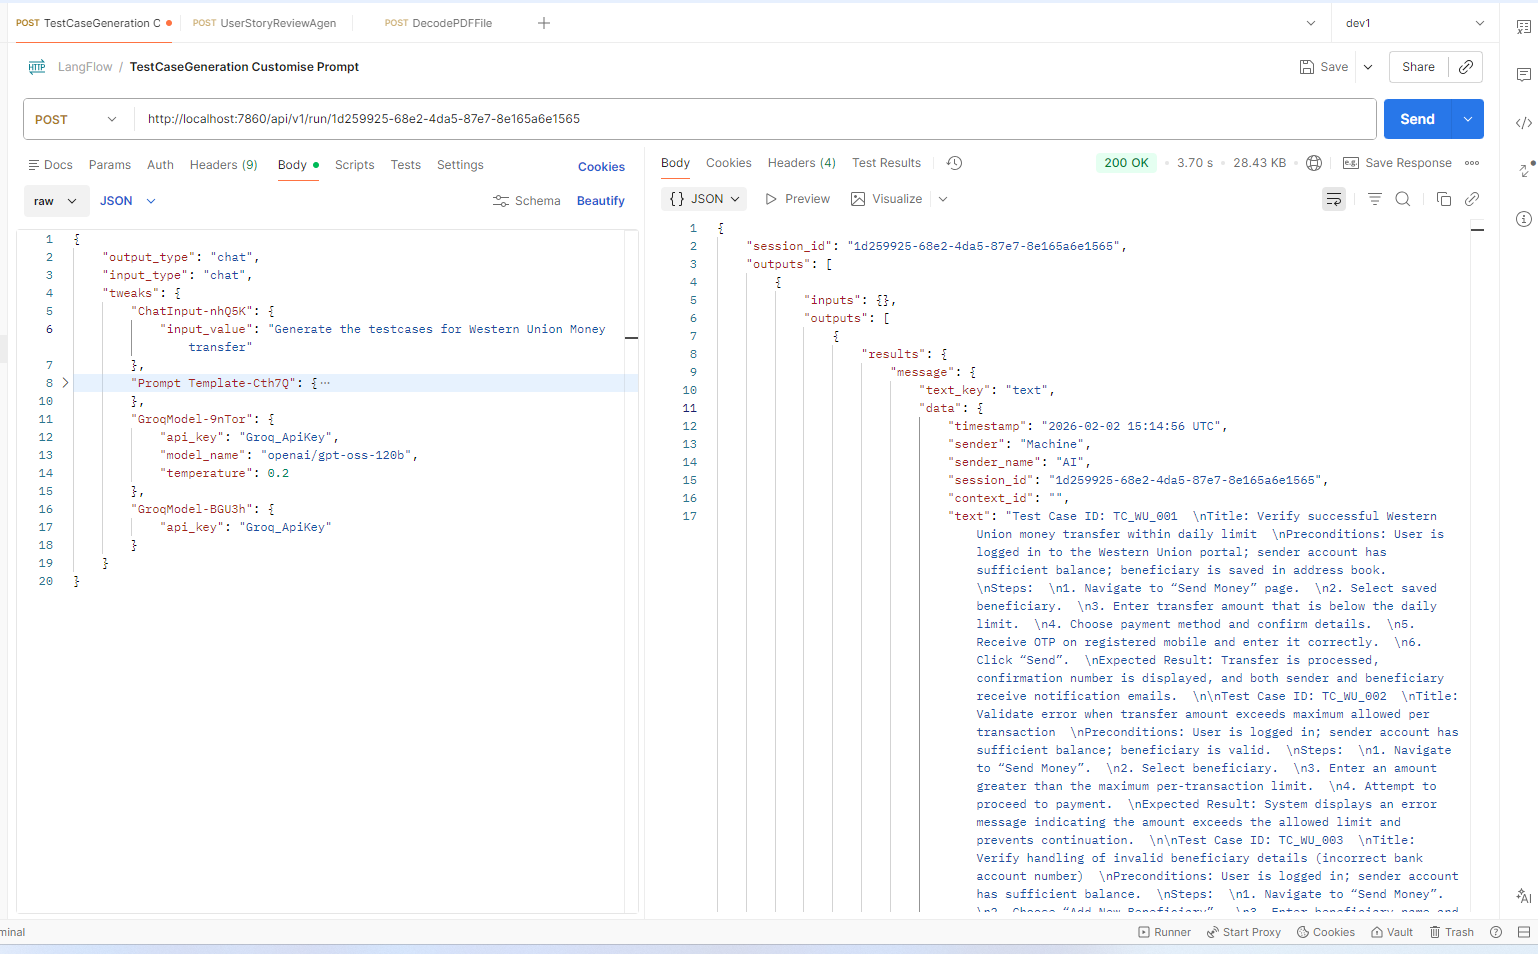 POST TestCaseGeneration C
POST UserStoryReviewAgen
POST DecodePDFFile
dev1
HTTP LangFlow / TestCaseGeneration Customise Prompt
Save
Share
POST
http://localhost:7860/api/v1/run/1d259925-68e2-4da5-87e7-8e165a6e1565
Send
Docs Params Auth Headers (9) Body Scripts Tests Settings
Cookies
raw JSON
Schema Beautify
1 {
2 "output_type": "chat",
3 "input_type": "chat",
4 "tweaks": {
5 "ChatInput-nhQ5K": {
6 "input_value": "Generate the testcases for Western Union Money
transfer"
7 },
8 "Prompt Template-Cth7Q": {···
10 },
11 "GroqModel-9nTor": {
12 "api_key": "Groq_ApiKey",
13 "model_name": "openai/gpt-oss-120b",
14 "temperature": 0.2
15 },
16 "GroqModel-BGU3h": {
17 "api_key": "Groq_ApiKey"
18 }
19 }
20 }
Body Cookies Headers (4) Test Results
200 OK • 3.70 s • 28.43 KB
e.g. Save Response
{} JSON Preview Visualize
1 {
2 "session_id": "1d259925-68e2-4da5-87e7-8e165a6e1565",
3 "outputs": [
4 {
5 "inputs": {},
6 "outputs": [
7 {
8 "results": {
9 "message": {
10 "text_key": "text",
11 "data": {
12 "timestamp": "2026-02-02 15:14:56 UTC",
13 "sender": "Machine",
14 "sender_name": "AI",
15 "session_id": "1d259925-68e2-4da5-87e7-8e165a6e1565",
16 "context_id": "",
17 "text": "Test Case ID: TC_WU_001  \nTitle: Verify successful Western
Union money transfer within daily limit  \nPreconditions: User is
logged in to the Western Union portal; sender account has
sufficient balance; beneficiary is saved in address book.
\nSteps:  \n1. Navigate to “Send Money” page.  \n2. Select saved
beneficiary.  \n3. Enter transfer amount that is below the daily
limit.  \n4. Choose payment method and confirm details.  \n5.
Receive OTP on registered mobile and enter it correctly.  \n6.
Click “Send”.  \nExpected Result: Transfer is processed,
confirmation number is displayed, and both sender and beneficiary
receive notification emails.  \n\nTest Case ID: TC_WU_002  \nTitle:
Validate error when transfer amount exceeds maximum allowed per
transaction  \nPreconditions: User is logged in; sender account has
sufficient balance; beneficiary is valid.  \nSteps:  \n1. Navigate
to “Send Money”.  \n2. Select beneficiary.  \n3. Enter an amount
greater than the maximum per-transaction limit.  \n4. Attempt to
proceed to payment.  \nExpected Result: System displays an error
message indicating the amount exceeds the allowed limit and
prevents continuation.  \n\nTest Case ID: TC_WU_003  \nTitle:
Verify handling of invalid beneficiary details (incorrect bank
account number)  \nPreconditions: User is logged in; sender account
has sufficient balance.  \nSteps:  \n1. Navigate to “Send Money”.
\n2. Choose “Add New Beneficiary”.  \n3. Enter beneficiary name and
AI
minal
Runner Start Proxy Cookies Vault Trash